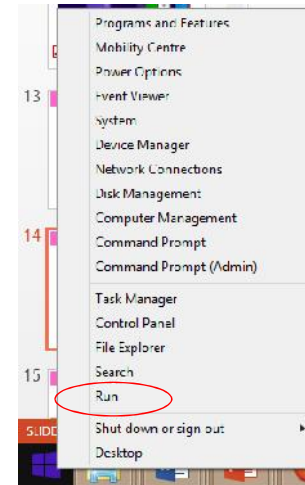 Programs and Features
Mobility Centre
Power Options
13
Event Viewer
System
Device Manager
Network Connections
Disk Management
Computer Management
14
Command Prompt
Command Prompt (Admin)
Task Manager
Control Panel
File Explorer
15
Search
Run
SLIDE
Shut down or sign out
Desktop